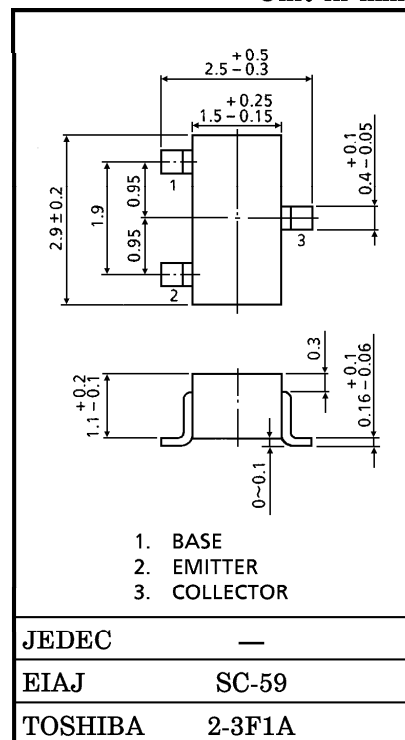 +0.5
2.5 – 0.3
+0.25
1.5 – 0.15
2.9 ± 0.2
1.9
0.95
0.95
1
2
3
+0.1
0.4 – 0.05
+0.2
1.1 – 0.1
0.3
+0.1
0.16 – 0.06
0~0.1
1. BASE
2. EMITTER
3. COLLECTOR
JEDEC —
EIAJ SC-59
TOSHIBA 2-3F1A